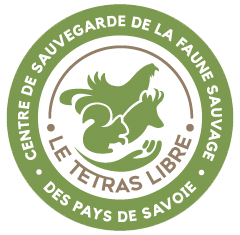 CENTRE DE SAUVEGARDE DE LA FAUNE SAUVAGE
• LE TETRAS LIBRE •
• DES PAYS DE SAVOIE •